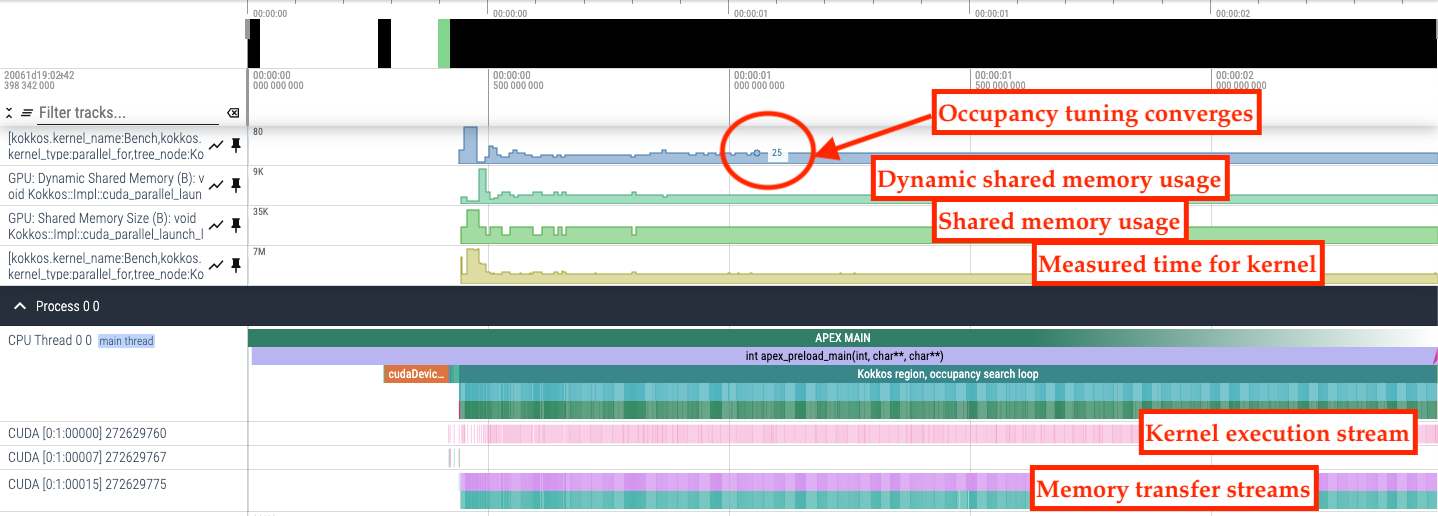 00:00:00
00:00:00
00:00:01
00:00:01
00:00:02
20061d19:02:42
398 342 000
00:00:00
000 000 000
00:00:00
500 000 000
00:00:01
000 000 000
00:00:01
500 000 000
00:00:02
000 000 000
Filter tracks...
Occupancy tuning converges
[kokkos.kernel_name:Bench,kokkos.
kernel_type:parallel_for,tree_node:Ko
80
25
GPU: Dynamic Shared Memory (B): v
oid Kokkos::Impl::cuda_parallel_laun
9K
Dynamic shared memory usage
GPU: Shared Memory Size (B): void
Kokkos::Impl::cuda_parallel_launch_l
35K
Shared memory usage
[kokkos.kernel_name:Bench,kokkos.
kernel_type:parallel_for,tree_node:Ko
7M
Measured time for kernel
Process 0 0
CPU Thread 0 0 main thread
APEX MAIN
int apex_preload_main(int, char**, char**)
cudaDevic...
Kokkos region, occupancy search loop
CUDA [0:1:00000] 272629760
Kernel execution stream
CUDA [0:1:00007] 272629767
CUDA [0:1:00015] 272629775
Memory transfer streams